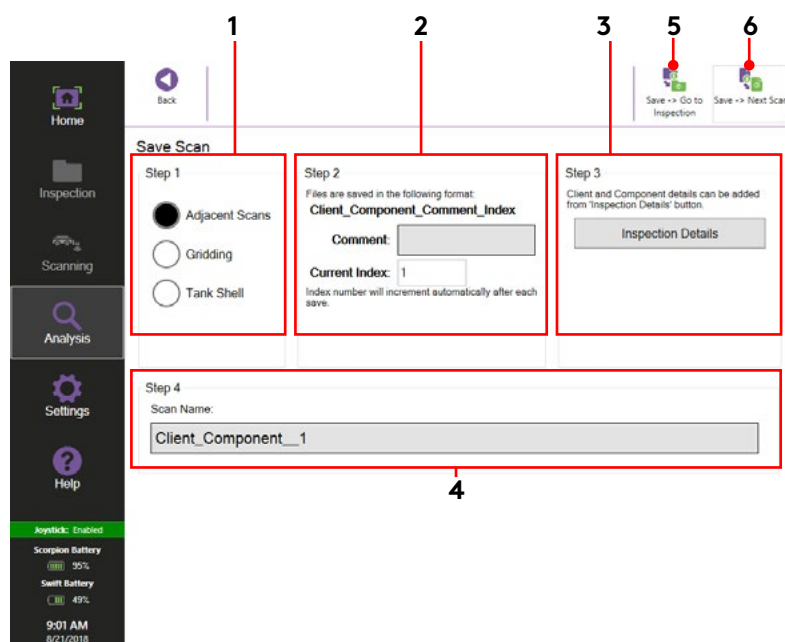 1
2
3
5
6
Home
Inspection
Scanning
Analysis
Settings
Help
Joystick: Enabled
Scorpion Battery
95%
Swift Battery
49%
9:01 AM
8/21/2018
Back
Save -> Go to
Inspection
Save -> Next Scan
Save Scan
Step 1
Adjacent Scans
Gridding
Tank Shell
Step 2
Files are saved in the following format:
Client_Component_Comment_Index
Comment:
Current Index: 1
Index number will increment automatically after each
save.
Step 3
Client and Component details can be added
from 'Inspection Details' button.
Inspection Details
Step 4
Scan Name:
Client_Component__1
4